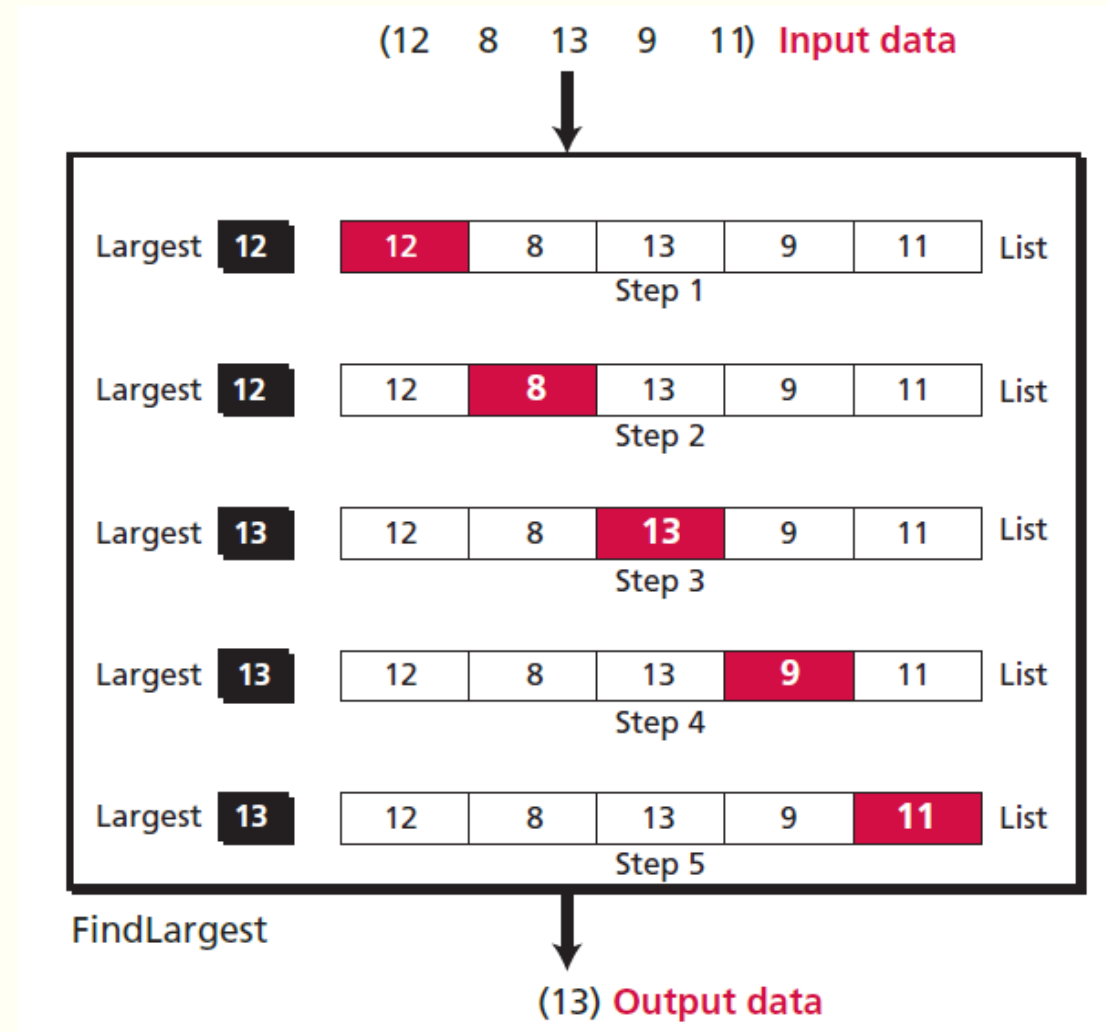 (12 8 13 9 11) Input data
Largest 12 12 8 13 9 11 List
Step 1
Largest 12 12 8 13 9 11 List
Step 2
Largest 13 12 8 13 9 11 List
Step 3
Largest 13 12 8 13 9 11 List
Step 4
Largest 13 12 8 13 9 11 List
Step 5
FindLargest
(13) Output data